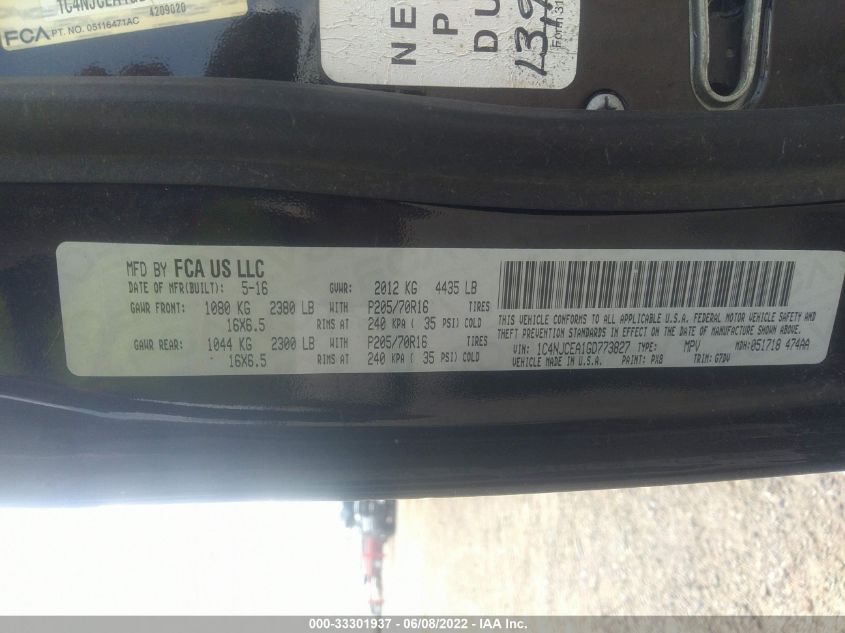 4209020
FCA PT. NO. 05116471AC
NE
P
DU
Form 31
MFD BY FCA US LLC
DATE OF MFR(BUILT): 5-16 GVWR: 2012 KG 4435 LB
GAWR FRONT: 1080 KG 2380 LB WITH P205/70R16 TIRES
16X6.5 RIMS AT 240 KPA ( 35 PSI) COLD
GAWR REAR: 1044 KG 2300 LB WITH P205/70R16 TIRES
16X6.5 RIMS AT 240 KPA ( 35 PSI) COLD
THIS VEHICLE CONFORMS TO ALL APPLICABLE U.S.A. FEDERAL MOTOR VEHICLE SAFETY AND
THEFT PREVENTION STANDARDS IN EFFECT ON THE DATE OF MANUFACTURE SHOWN ABOVE.
VIN: 1C4NJCEA1GD773827 TYPE: MPV MDH:051718 474AA
VEHICLE MADE IN U.S.A. PAINT: PX8 TRIM: G7DV
000-33301937 - 06/08/2022 - IAA Inc.